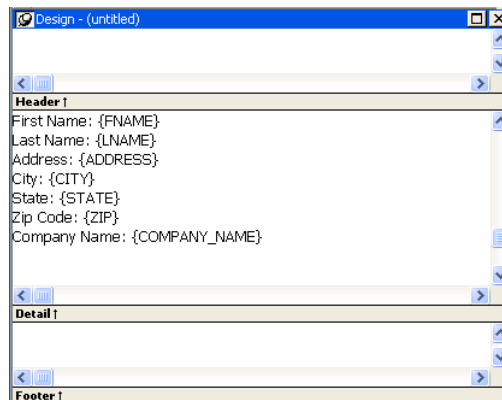 Design - (untitled)
Header ↑
First Name: {FNAME}
Last Name: {LNAME}
Address: {ADDRESS}
City: {CITY}
State: {STATE}
Zip Code: {ZIP}
Company Name: {COMPANY_NAME}
Detail ↑
Footer ↑